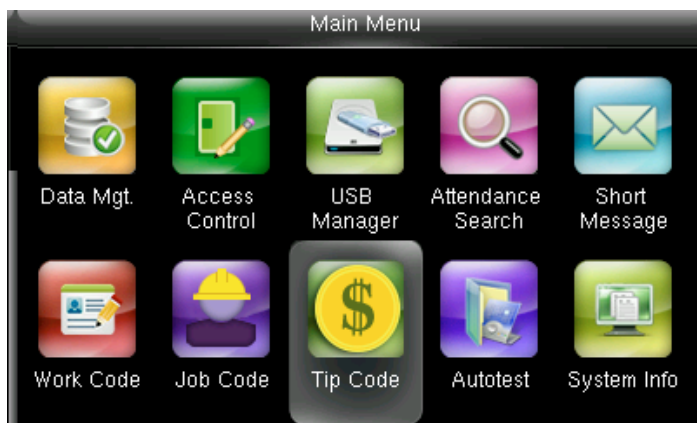 Main Menu
Data Mgt.
Access
Control
USB
Manager
Attendance
Search
Short
Message
Work Code
Job Code
$
Tip Code
Autotest
System Info